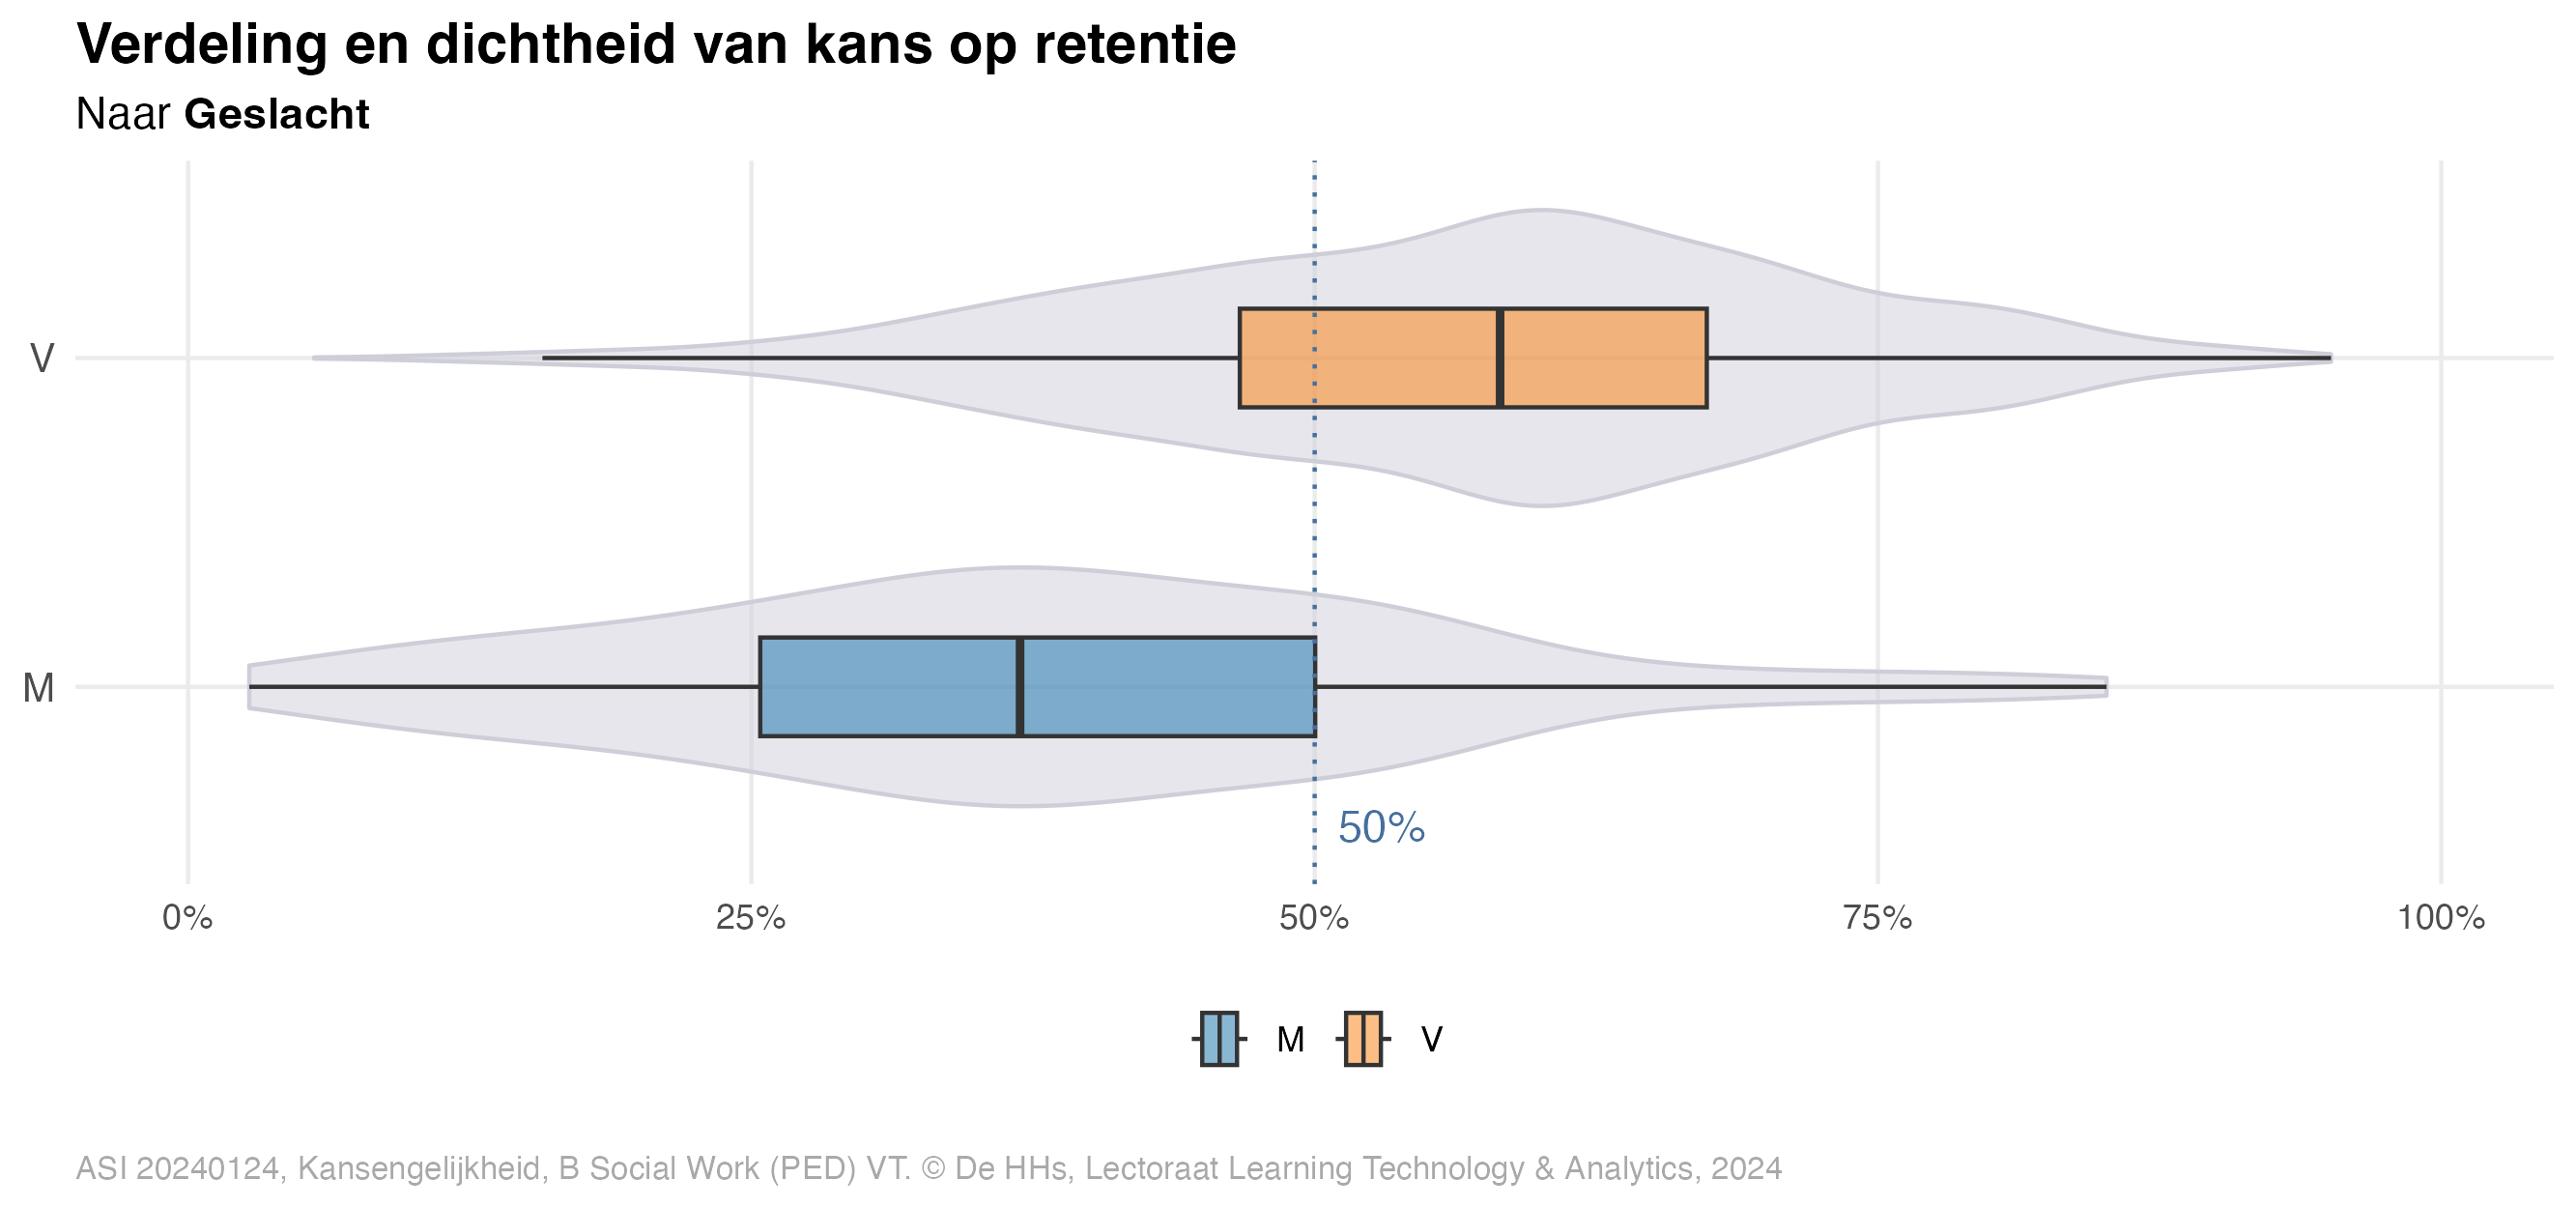 Verdeling en dichtheid van kans op retentie
Naar Geslacht
V
M
50%
0% 25% 50% 75% 100%
M V
ASI 20240124, Kansengelijkheid, B Social Work (PED) VT. © De HHs, Lectoraat Learning Technology & Analytics, 2024